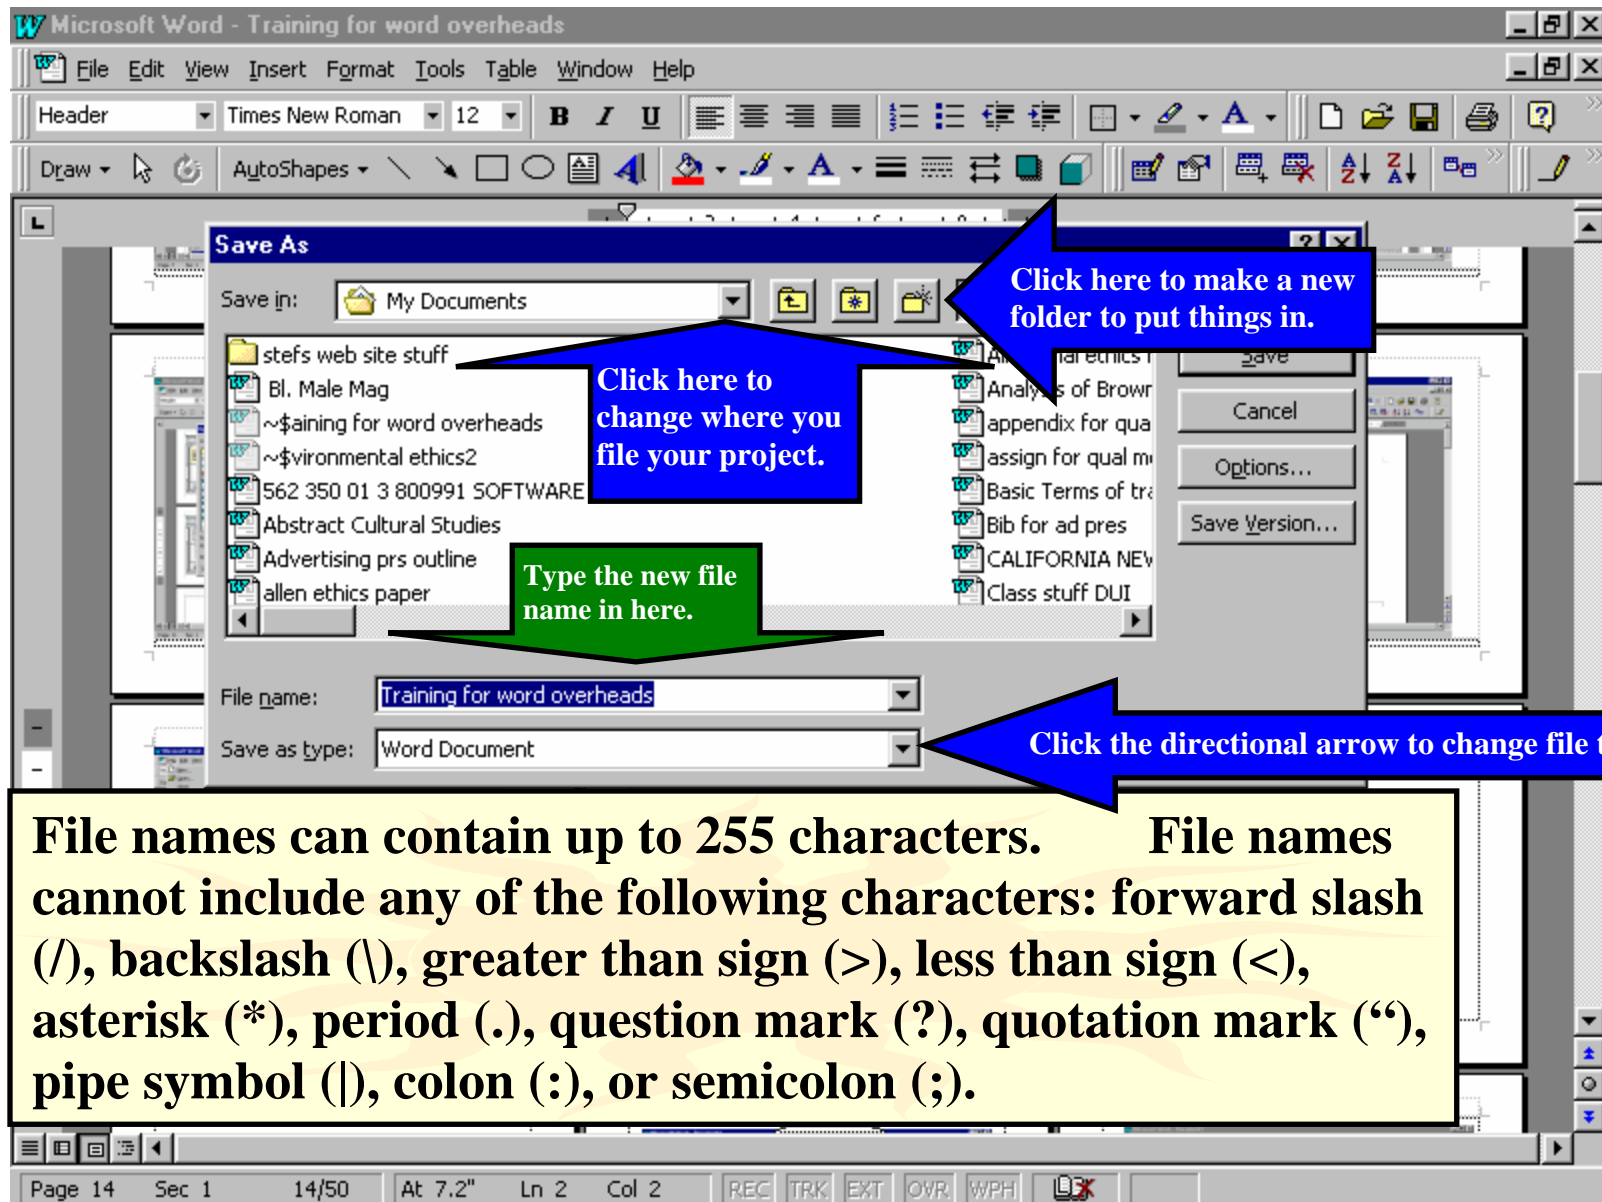 Microsoft Word - Training for word overheads
File Edit View Insert Format Tools Table Window Help
Header Times New Roman 12 B I U
Draw AutoShapes
Save As
Save in: My Documents
Click here to make a new
folder to put things in.
stefs web site stuff
Bl. Male Mag
~$aining for word overheads
~$vironmental ethics2
562 350 01 3 800991 SOFTWARE
Abstract Cultural Studies
Advertising prs outline
allen ethics paper
Click here to
change where you
file your project.
Analysis of Brown
appendix for qua
assign for qual m
Basic Terms of tra
Bib for ad pres
CALIFORNIA NEW
Class stuff DUI
Save
Cancel
Options...
Save Version...
Type the new file
name in here.
File name: Training for word overheads
Save as type: Word Document
Click the directional arrow to change file t
File names can contain up to 255 characters. File names
cannot include any of the following characters: forward slash
(/), backslash (\), greater than sign (>), less than sign (<),
asterisk (*), period (.), question mark (?), quotation mark (“),
pipe symbol (|), colon (:), or semicolon (;).
Page 14 Sec 1 14/50 At 7.2" Ln 2 Col 2 REC TRK EXT OVR WPH